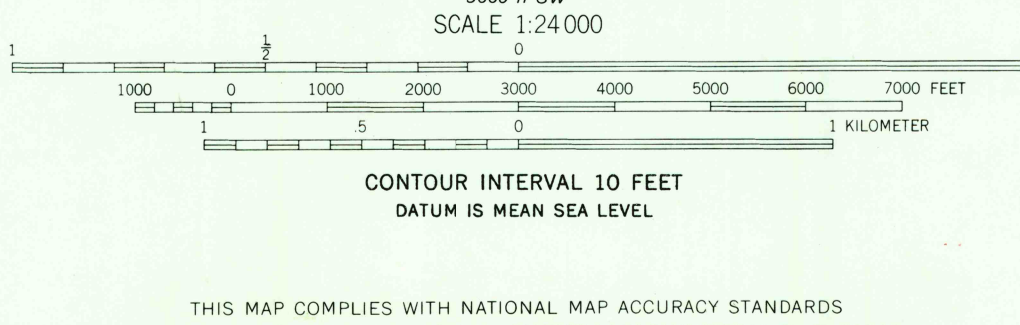 SCALE 1:24 000
1 ½ 0
1000 0 1000 2000 3000 4000 5000 6000 7000 FEET
1 .5 0 1 KILOMETER
CONTOUR INTERVAL 10 FEET
DATUM IS MEAN SEA LEVEL
THIS MAP COMPLIES WITH NATIONAL MAP ACCURACY STANDARDS